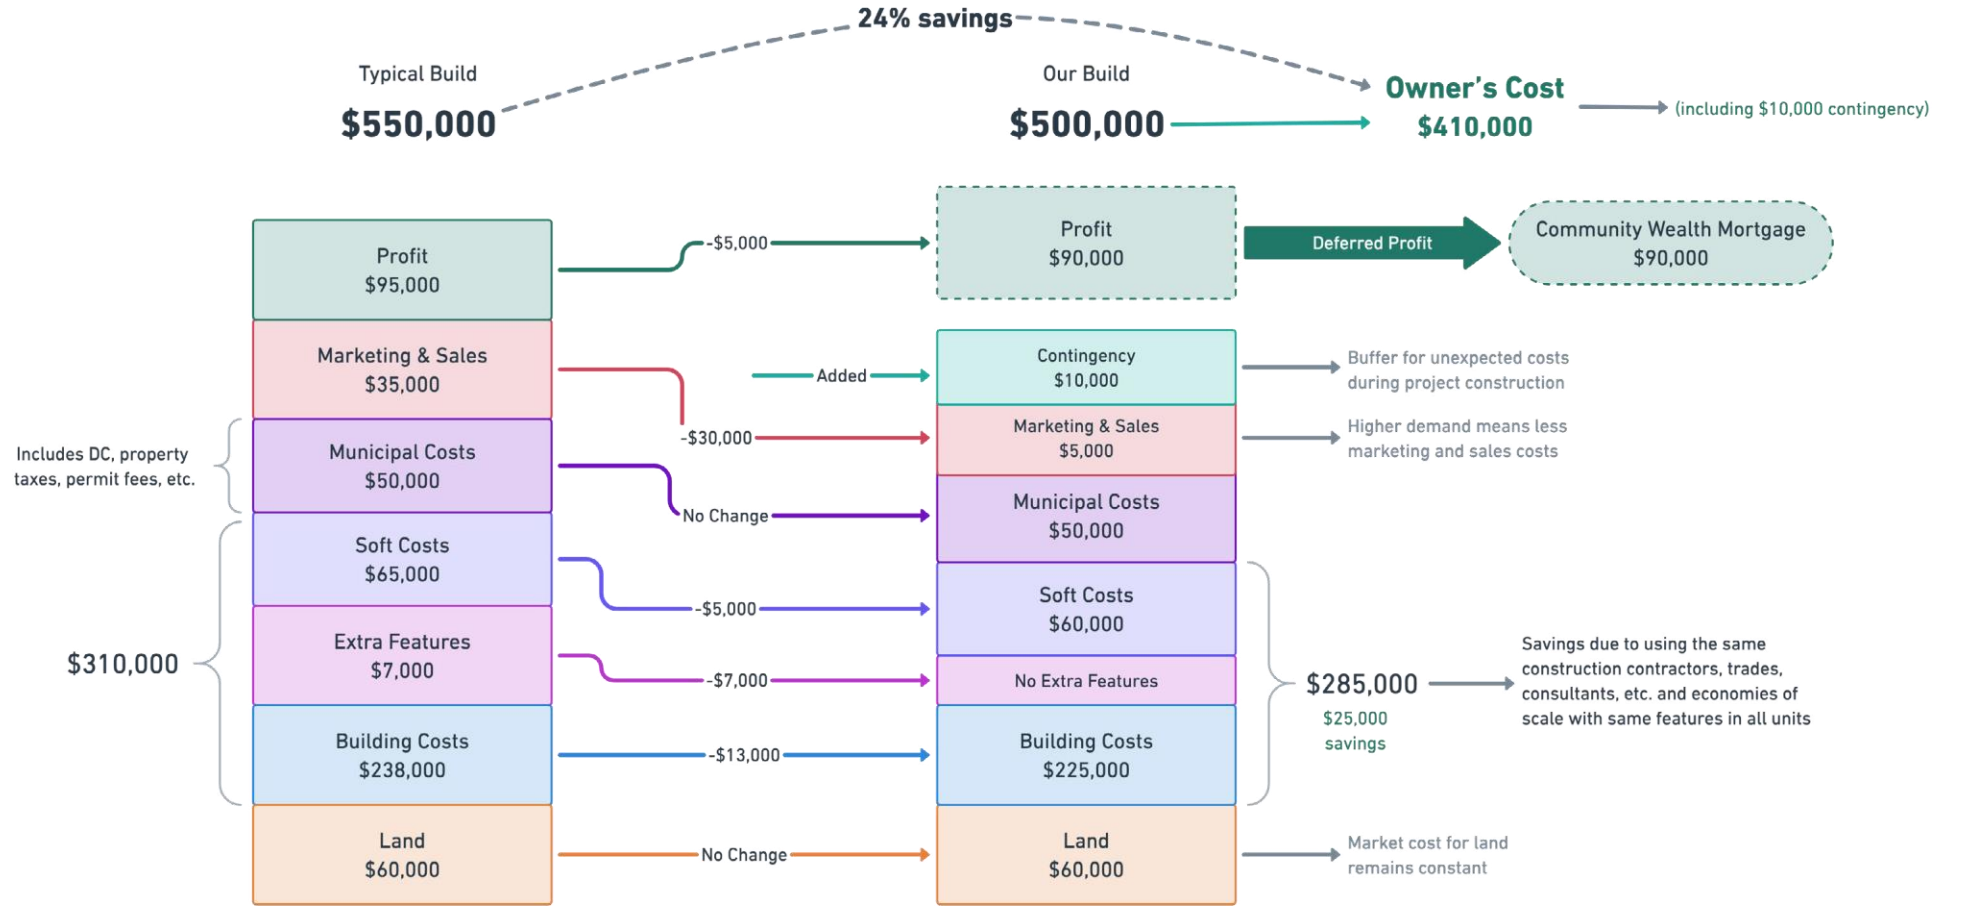 24% savings
Typical Build
$550,000
Our Build
$500,000
Owner's Cost
$410,000
(including $10,000 contingency)
Profit
$95,000
-$5,000
Profit
$90,000
Deferred Profit
Community Wealth Mortgage
$90,000
Marketing & Sales
$35,000
Added
Contingency
$10,000
Buffer for unexpected costs
during project construction
-$30,000
Marketing & Sales
$5,000
Higher demand means less
marketing and sales costs
Includes DC, property
taxes, permit fees, etc.
Municipal Costs
$50,000
No Change
Municipal Costs
$50,000
$310,000
Soft Costs
$65,000
-$5,000
Soft Costs
$60,000
Extra Features
$7,000
-$7,000
No Extra Features
Building Costs
$238,000
-$13,000
Building Costs
$225,000
$285,000
$25,000
savings
Savings due to using the same
construction contractors, trades,
consultants, etc. and economies of
scale with same features in all units
Land
$60,000
No Change
Land
$60,000
Market cost for land
remains constant